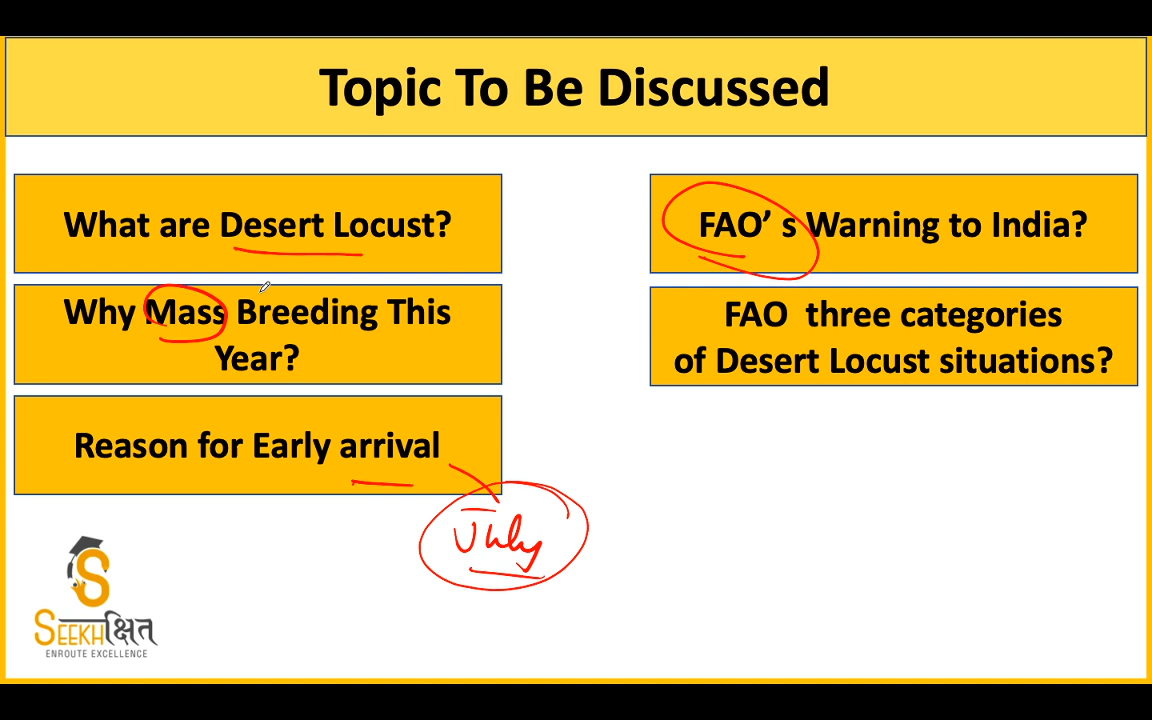 Topic To Be Discussed
What are Desert Locust?
Why Mass Breeding This
Year?
Reason for Early arrival
July
FAO’ s Warning to India?
FAO three categories
of Desert Locust situations?
SEEKHक्षित
ENROUTE EXCELLENCE